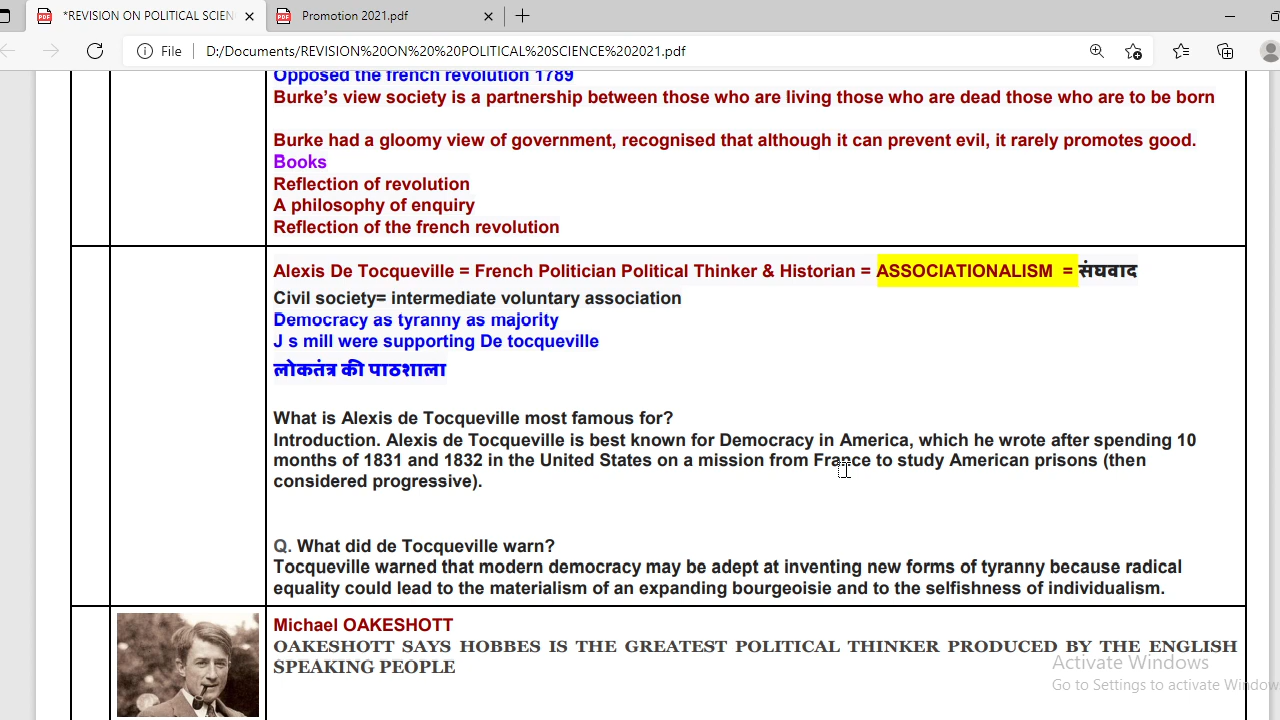 *REVISION ON POLITICAL SCIEN
Promotion 2021.pdf
File
D:/Documents/REVISION%20ON%20%20POLITICAL%20SCIENCE%202021.pdf
Opposed the french revolution 1789
Burke’s view society is a partnership between those who are living those who are dead those who are to be born
Burke had a gloomy view of government, recognised that although it can prevent evil, it rarely promotes good.
Books
Reflection of revolution
A philosophy of enquiry
Reflection of the french revolution
Alexis De Tocqueville = French Politician Political Thinker & Historian = ASSOCIATIONALISM = संघवाद
Civil society= intermediate voluntary association
Democracy as tyranny as majority
J s mill were supporting De tocqueville
लोकतंत्र की पाठशाला
What is Alexis de Tocqueville most famous for?
Introduction. Alexis de Tocqueville is best known for Democracy in America, which he wrote after spending 10
months of 1831 and 1832 in the United States on a mission from France to study American prisons (then
considered progressive).
Q. What did de Tocqueville warn?
Tocqueville warned that modern democracy may be adept at inventing new forms of tyranny because radical
equality could lead to the materialism of an expanding bourgeoisie and to the selfishness of individualism.
Michael OAKESHOTT
OAKESHOTT SAYS HOBBES IS THE GREATEST POLITICAL THINKER PRODUCED BY THE ENGLISH
SPEAKING PEOPLE
Activate Windows
Go to Settings to activate Window